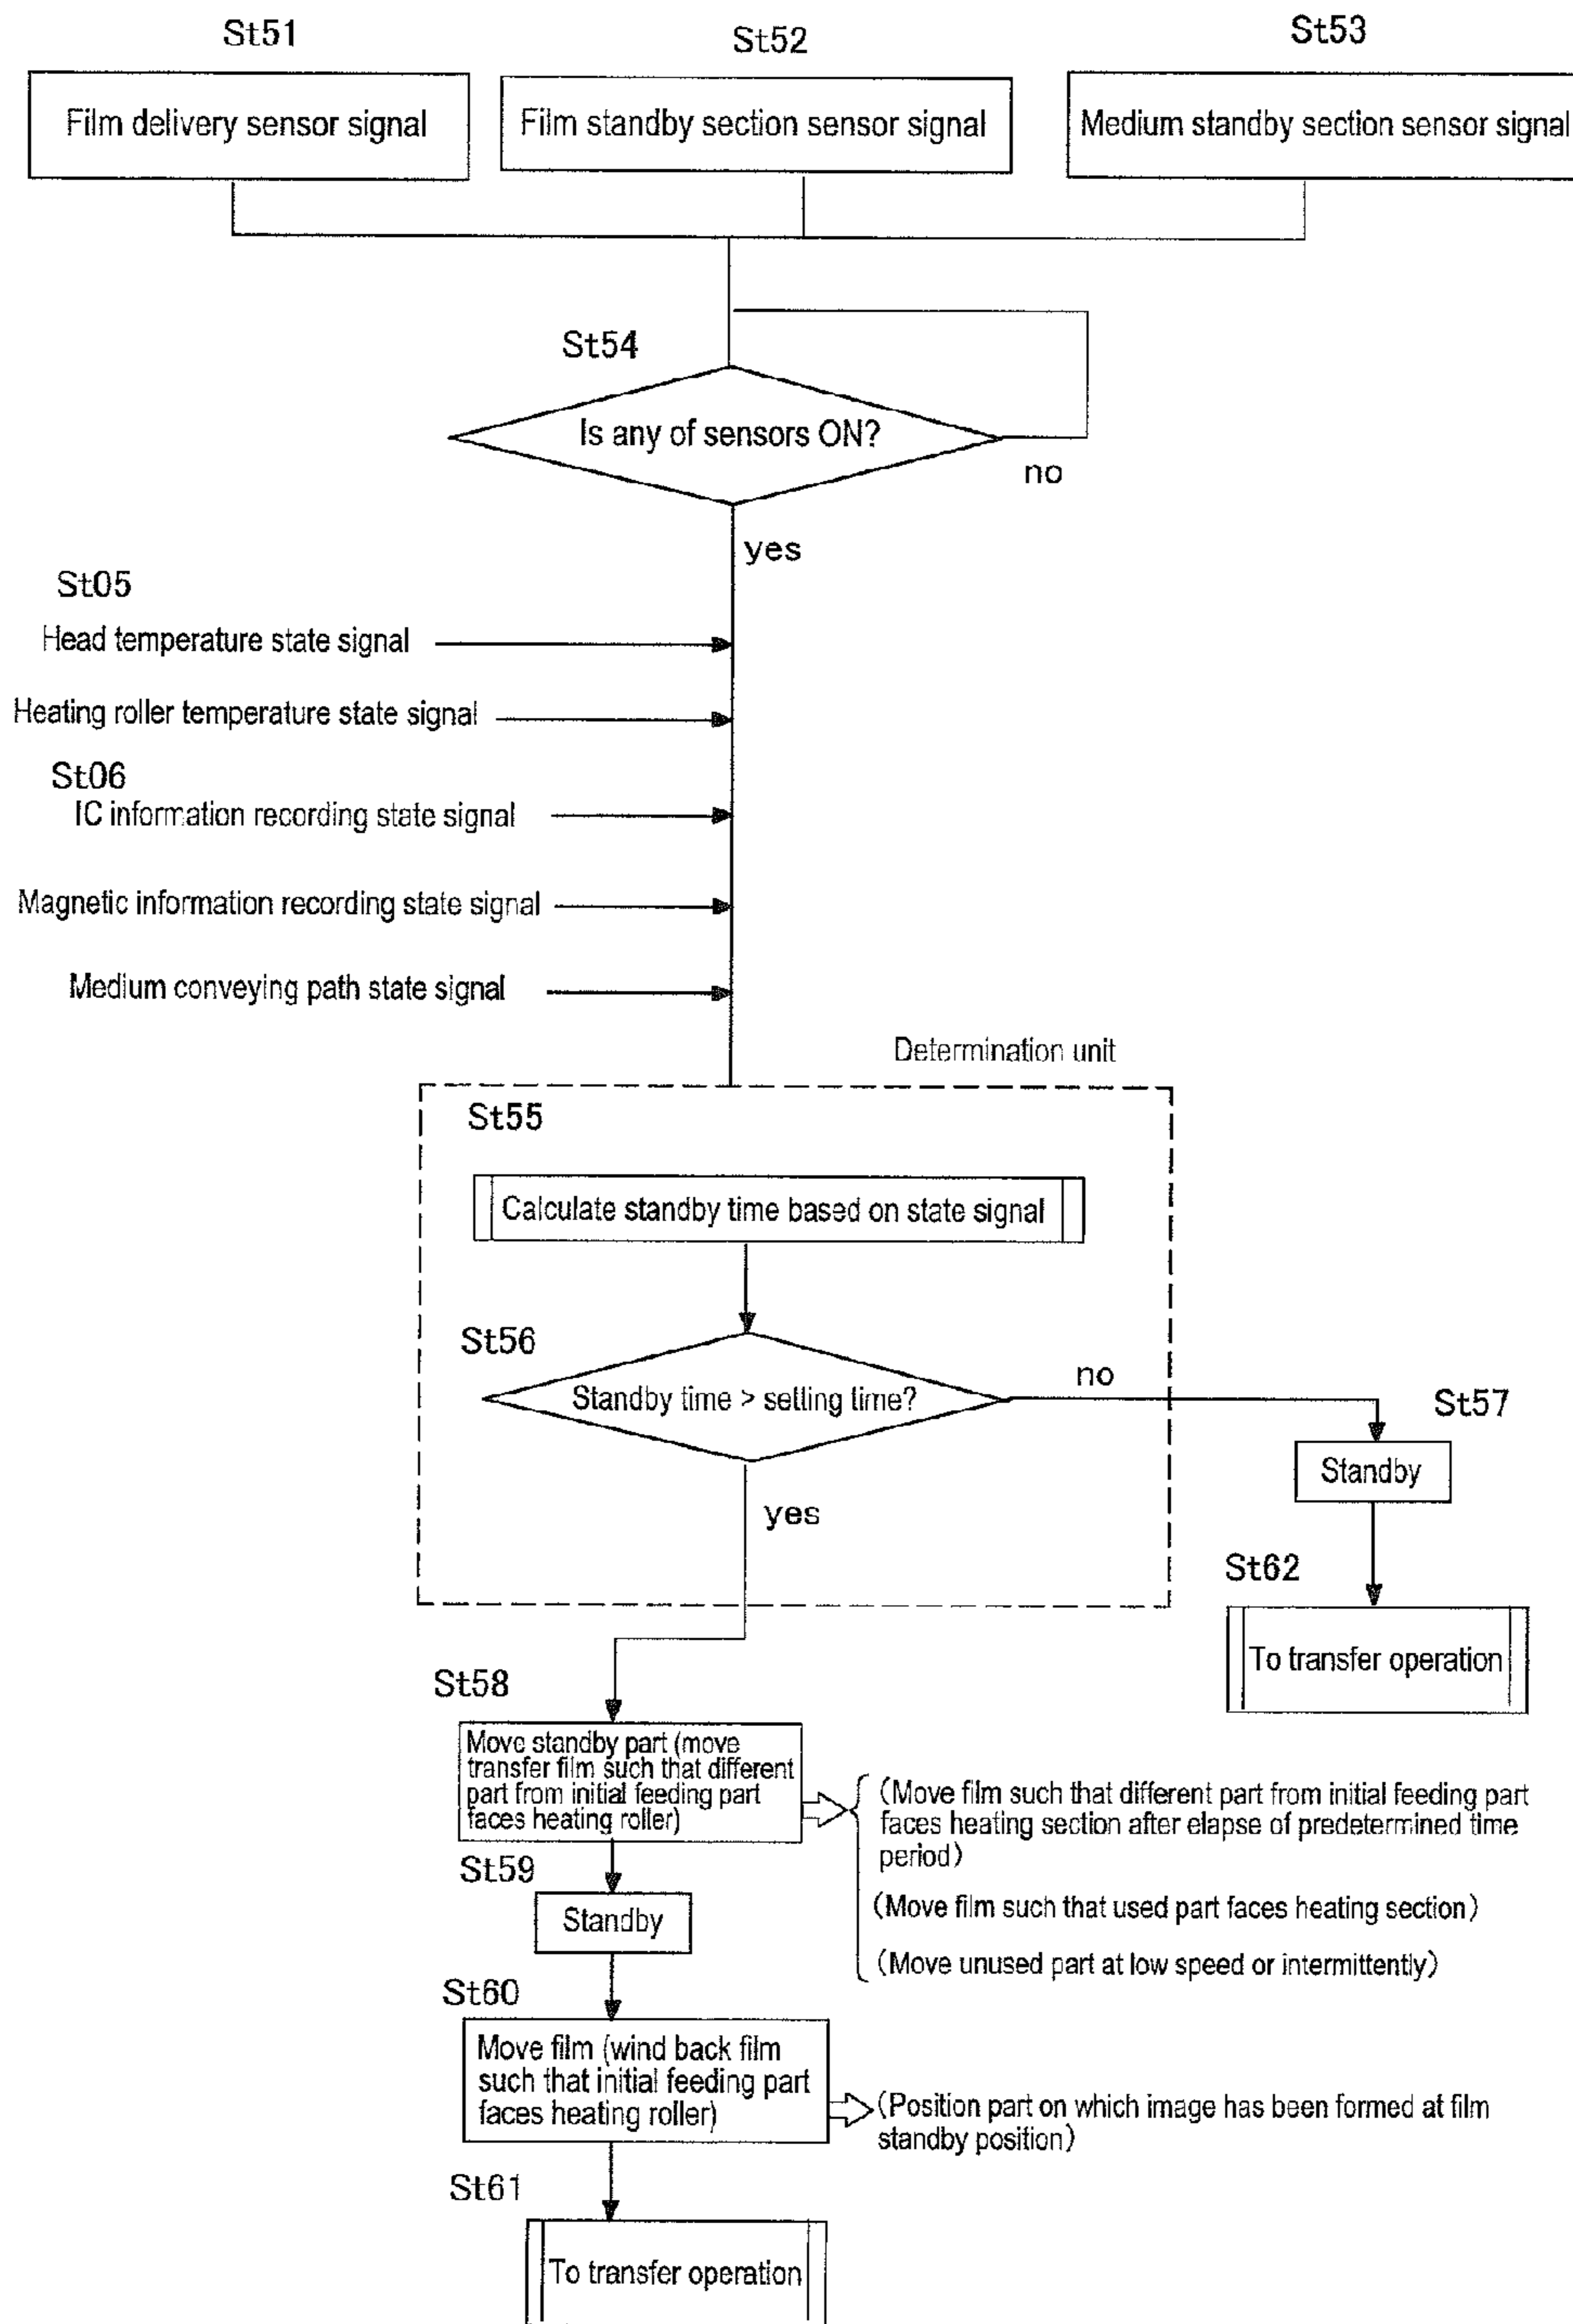 St51
St52
St53
Film delivery sensor signal
Film standby section sensor signal
Medium standby section sensor signal
St54
Is any of sensors ON?
no
yes
St05
Head temperature state signal
Heating roller temperature state signal
St06
IC information recording state signal
Magnetic information recording state signal
Medium conveying path state signal
Determination unit
St55
Calculate standby time based on state signal
St56
Standby time > setting time?
no
St57
Standby
yes
St62
To transfer operation
St58
Move standby part (move
transfer film such that different
part from initial feeding part
faces heating roller)
(Move film such that different part from initial feeding part
faces heating section after elapse of predetermined time
period)
(Move film such that used part faces heating section)
(Move unused part at low speed or intermittently)
St59
Standby
St60
Move film (wind back film
such that initial feeding part
faces heating roller)
(Position part on which image has been formed at film
standby position)
St61
To transfer operation